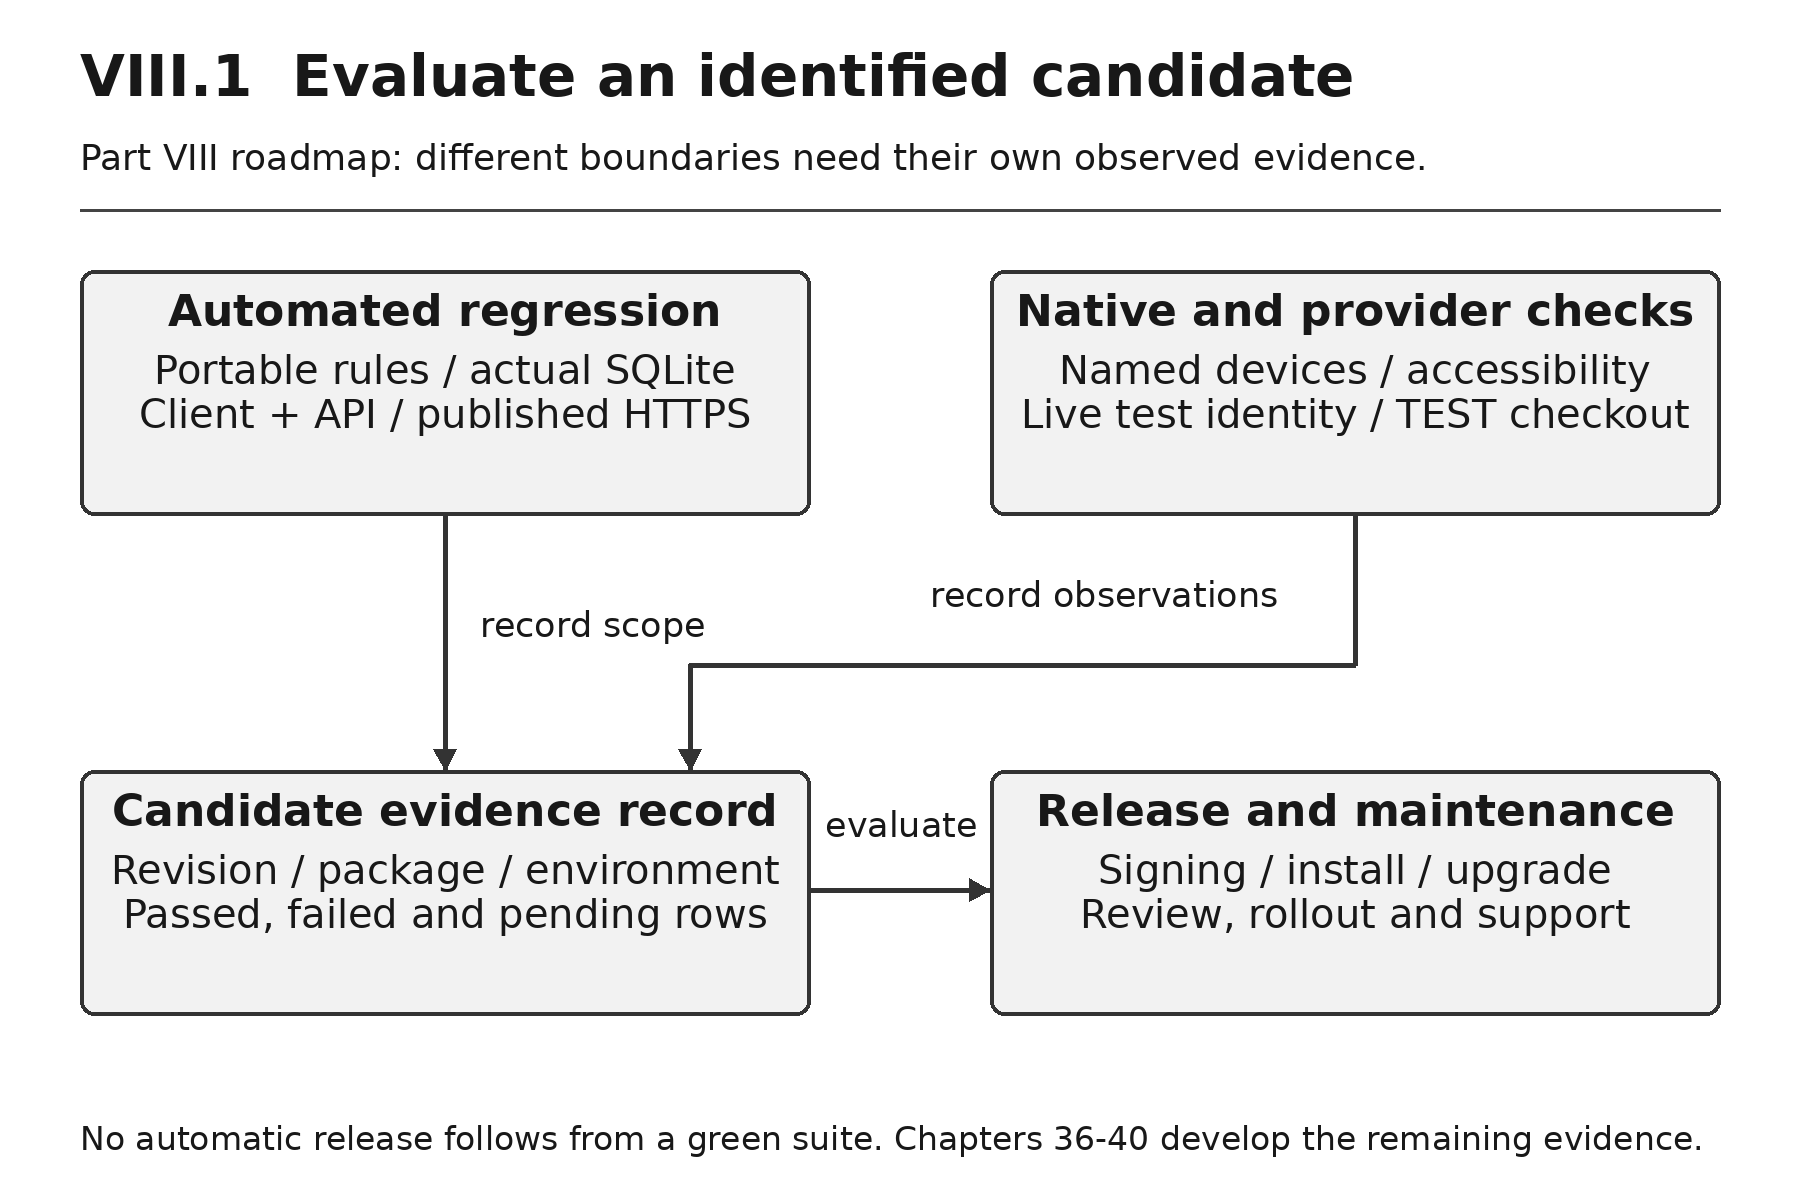 VIII.1 Evaluate an identified candidate
Part VIII roadmap: different boundaries need their own observed evidence.
Automated regression
Portable rules / actual SQLite
Client + API / published HTTPS
Native and provider checks
Named devices / accessibility
Live test identity / TEST checkout
record observations
record scope
Candidate evidence record
Revision / package / environment
Passed, failed and pending rows
evaluate
Release and maintenance
Signing / install / upgrade
Review, rollout and support
No automatic release follows from a green suite. Chapters 36-40 develop the remaining evidence.